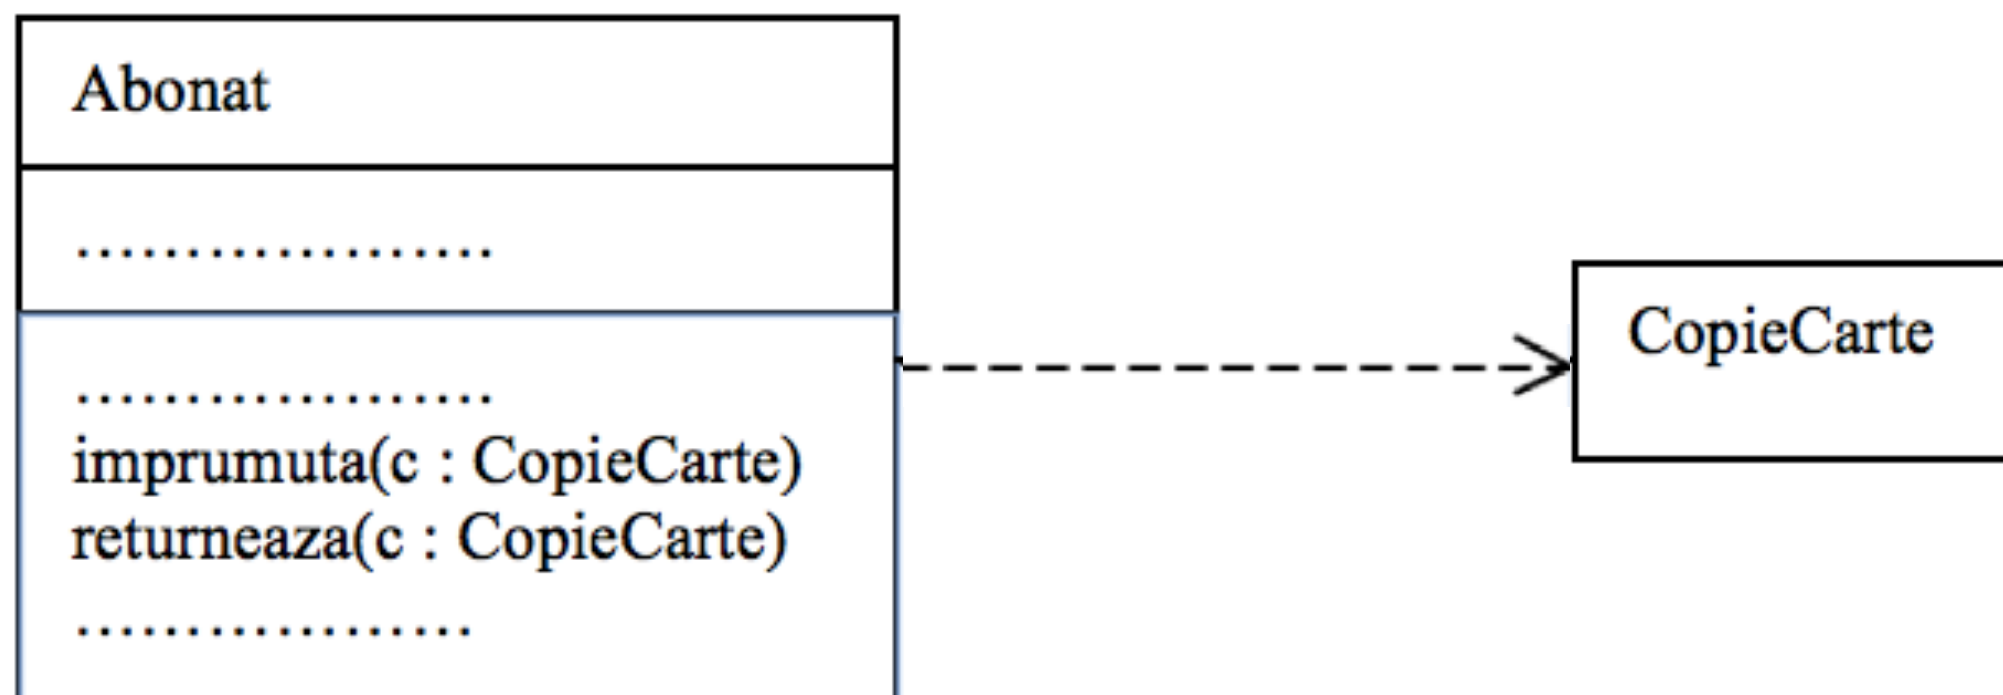 Abonat
...................
...................
imprumuta(c : CopieCarte)
returneaza(c : CopieCarte)
..................
CopieCarte